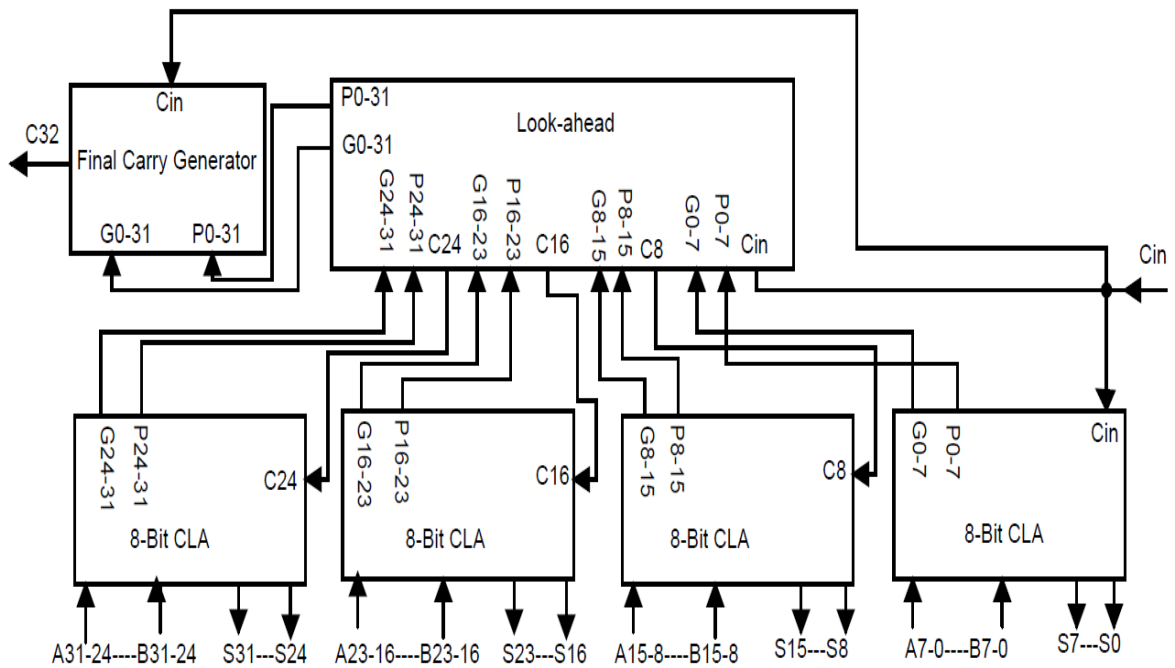 Cin
P0-31
Look-ahead
C32
Final Carry Generator
G0-31
G24-31
P24-31
G16-23
P16-23
G8-15
P8-15
G0-7
P0-7
G0-31
P0-31
C24
C16
C8
Cin
Cin
G24-31
P24-31
C24
8-Bit CLA
G16-23
P16-23
C16
8-Bit CLA
G8-15
P8-15
C8
8-Bit CLA
G0-7
P0-7
Cin
8-Bit CLA
A31-24----B31-24
S31---S24
A23-16----B23-16
S23---S16
A15-8----B15-8
S15---S8
A7-0----B7-0
S7---S0